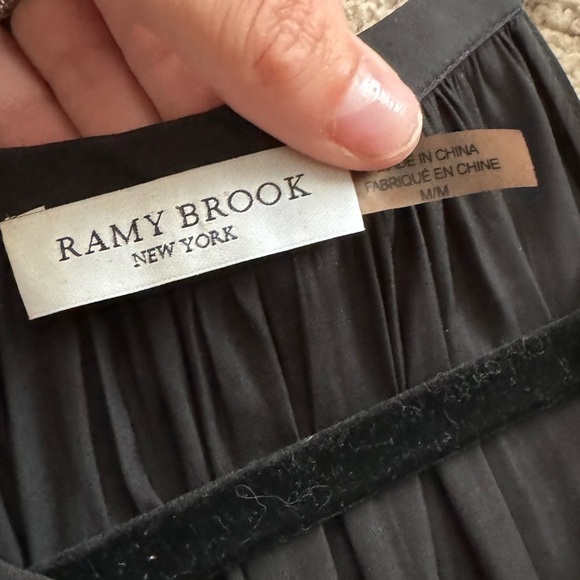 RAMY BROOK
NEW YORK
IN CHINA
FABRIQUÉ EN CHINE
M/M